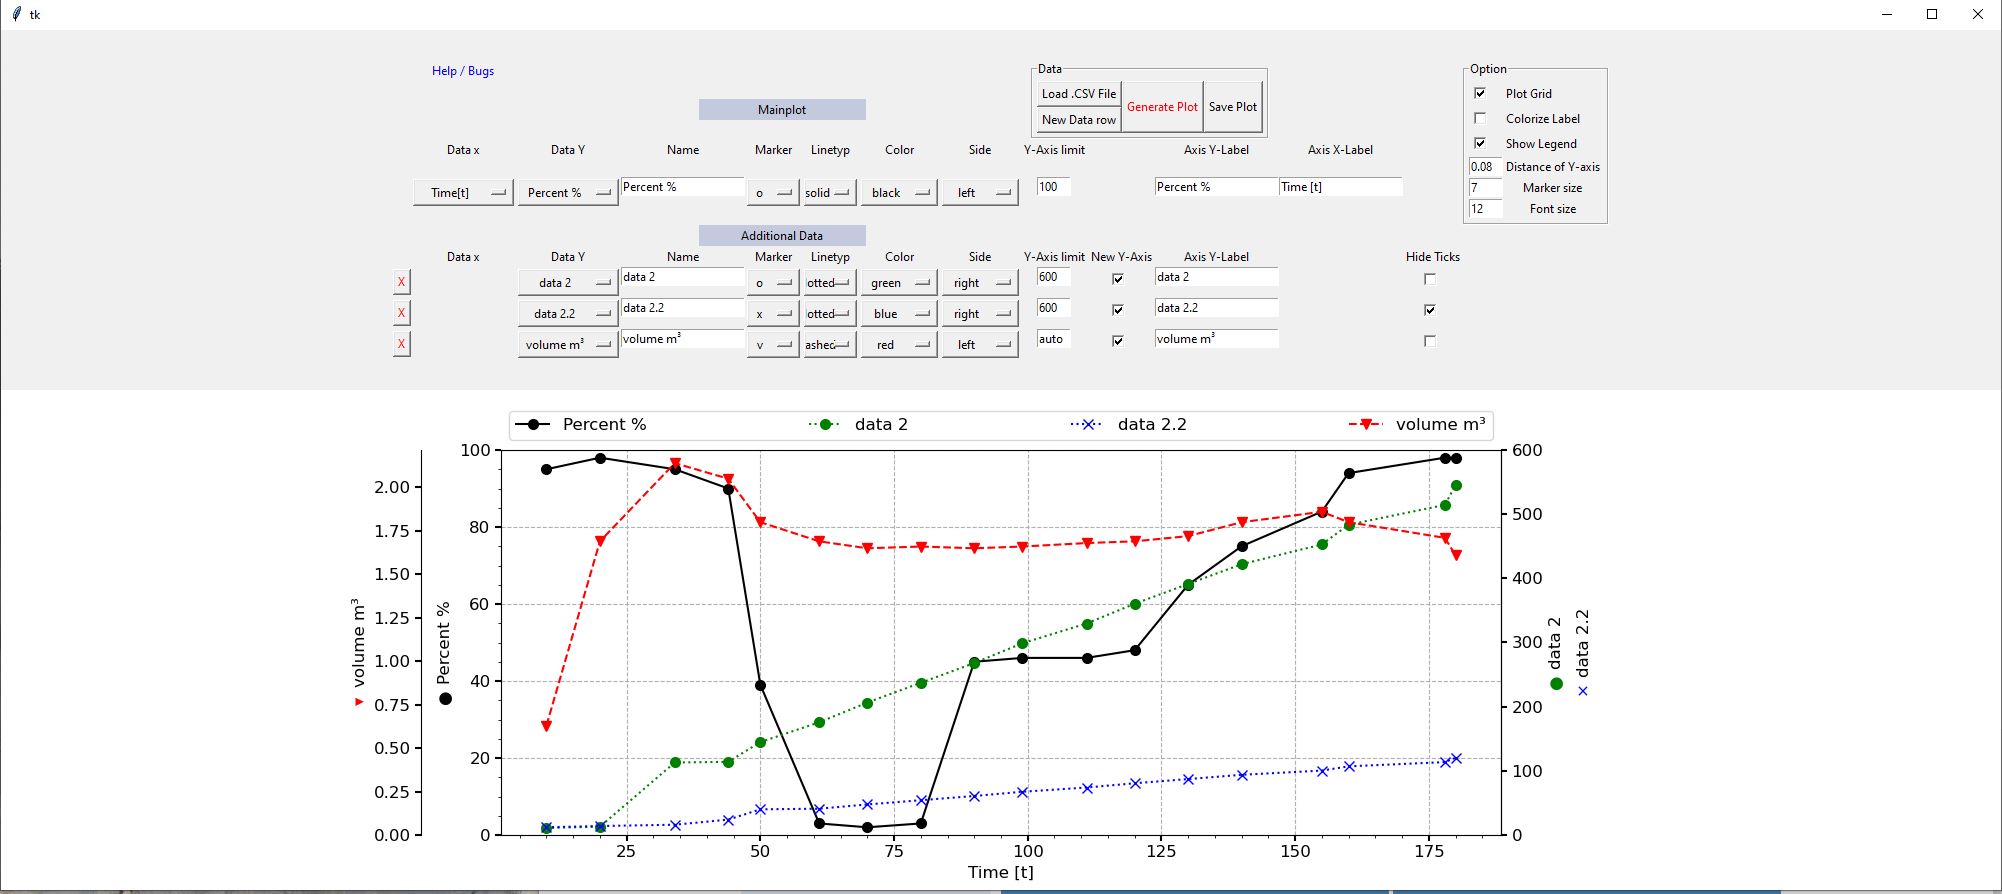 tk
Help / Bugs
Data
Load .CSV File
New Data row
Generate Plot
Save Plot
Option
Plot Grid
Colorize Label
Show Legend
0.08 Distance of Y-axis
7 Marker size
12 Font size
Mainplot
Data x Data Y Name Marker Linetyp Color Side Y-Axis limit Axis Y-Label Axis X-Label
Time[t] Percent % Percent % o solid black left 100 Percent % Time [t]
Additional Data
Data x Data Y Name Marker Linetyp Color Side Y-Axis limit New Y-Axis Axis Y-Label Hide Ticks
X data 2 data 2 o otted green right 600 data 2
X data 2.2 data 2.2 x otted blue right 600 data 2.2
X volume m³ volume m³ v ashed red left auto volume m³
Percent % data 2 data 2.2 volume m³
volume m³
2.00
1.75
1.50
1.25
1.00
0.75
0.50
0.25
0.00
Percent %
100
80
60
40
20
0
600
500
400
300
200
100
0
data 2
data 2.2
25 50 75 100 125 150 175
Time [t]